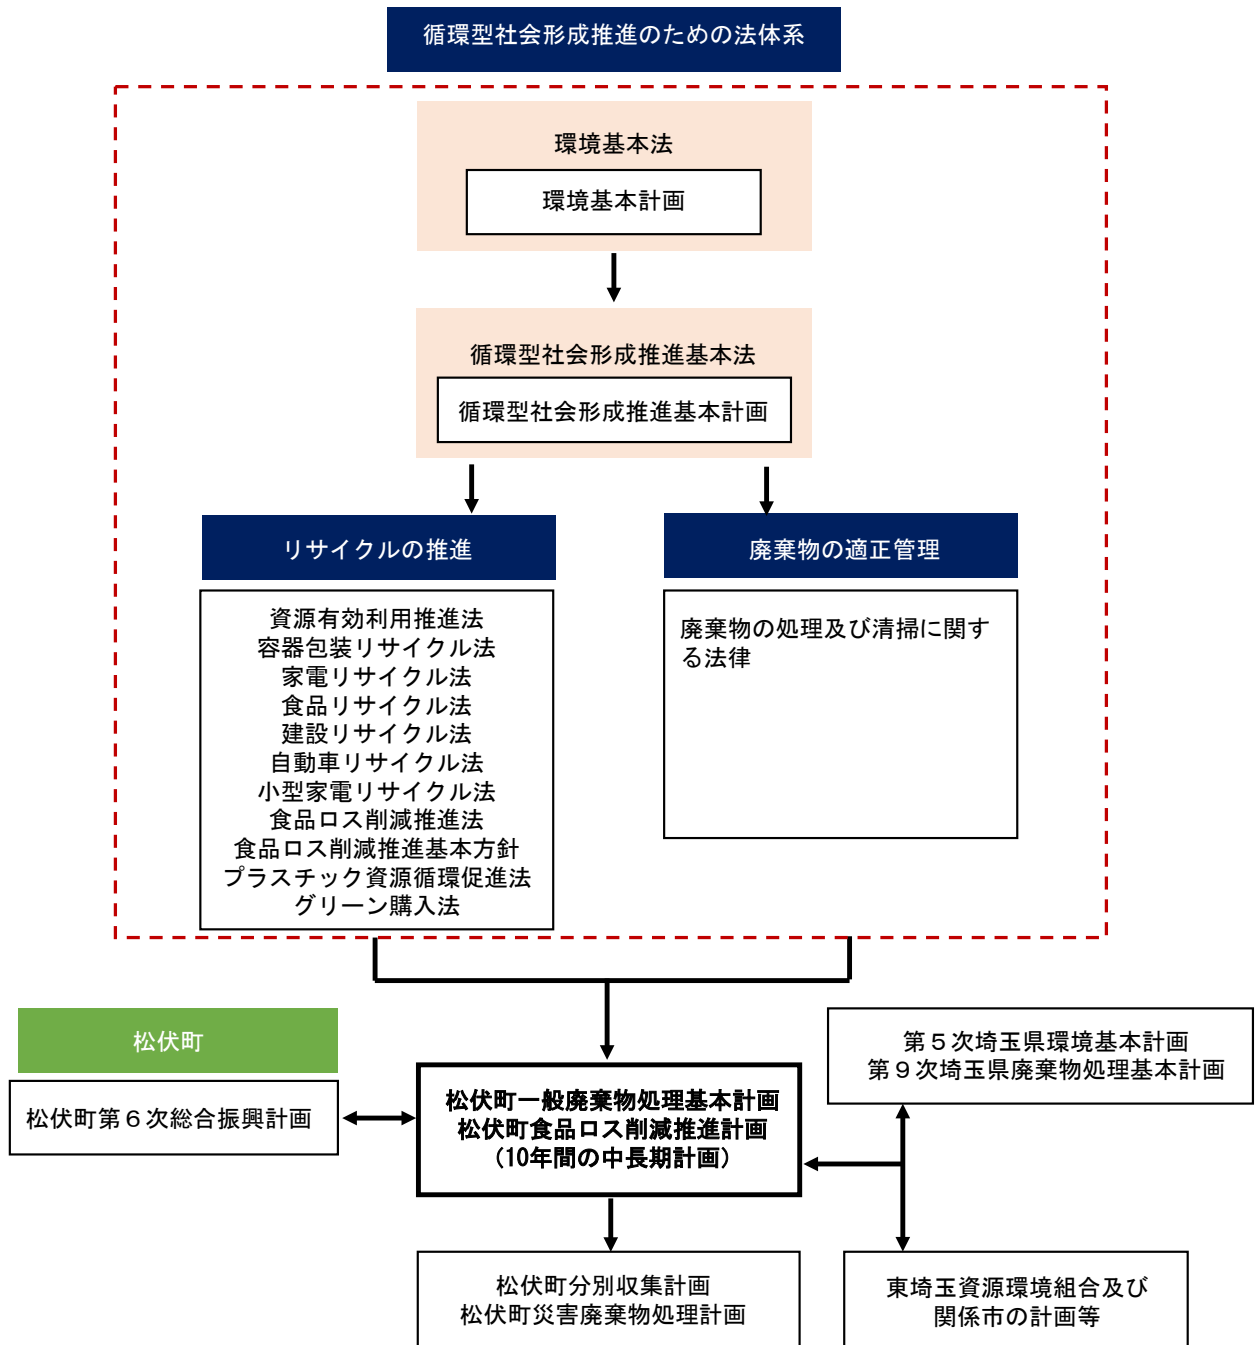 循環型社会形成推進のための法体系
環境基本法
環境基本計画
循環型社会形成推進基本法
循環型社会形成推進基本計画
リサイクルの推進
資源有効利用推進法
容器包装リサイクル法
家電リサイクル法
食品リサイクル法
建設リサイクル法
自動車リサイクル法
小型家電リサイクル法
食品ロス削減推進法
食品ロス削減推進基本方針
プラスチック資源循環促進法
グリーン購入法
廃棄物の適正管理
廃棄物の処理及び清掃に関す
る法律
松伏町
松伏町第６次総合振興計画
松伏町一般廃棄物処理基本計画
松伏町食品ロス削減推進計画
（10年間の中長期計画）
第５次埼玉県環境基本計画
第９次埼玉県廃棄物処理基本計画
松伏町分別収集計画
松伏町災害廃棄物処理計画
東埼玉資源環境組合及び
関係市の計画等